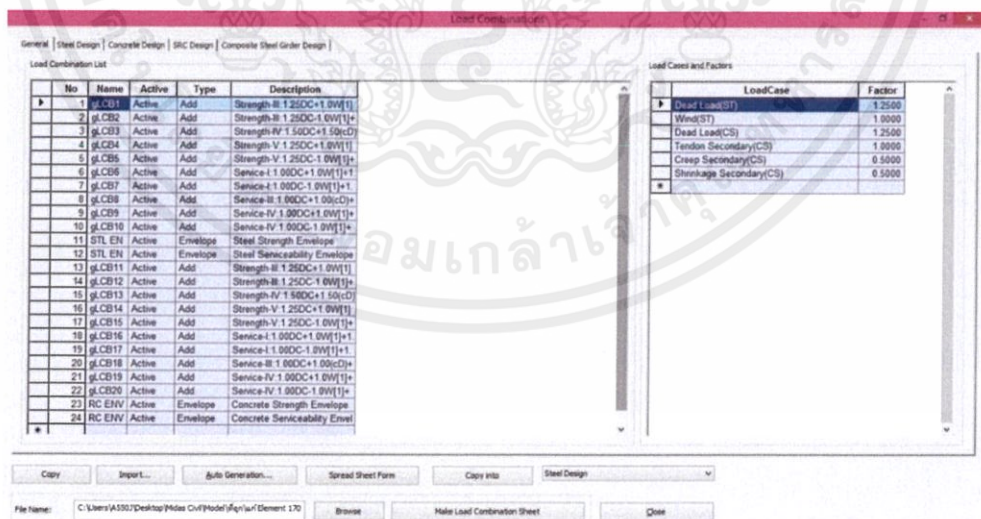 Load Combinations
General Steel Design Concrete Design SRC Design Composite Steel Girder Design
Load Combination List
Load Cases and Factors
No Name Active Type Description
1 gLCB1 Active Add Strength-III:1.25DC+1.0W[1]
2 gLCB2 Active Add Strength-III:1.25DC-1.0W[1]+
3 gLCB3 Active Add Strength-IV:1.50DC+1.50(cD)
4 gLCB4 Active Add Strength-V:1.25DC+1.0W[1]
5 gLCB5 Active Add Strength-V:1.25DC-1.0W[1]+
6 gLCB6 Active Add Service-I:1.00DC+1.0W[1]+1
7 gLCB7 Active Add Service-I:1.00DC-1.0W[1]+1.
8 gLCB8 Active Add Service-III:1.00DC+1.00(cD)+
9 gLCB9 Active Add Service-IV:1.00DC+1.0W[1]+
10 gLCB10 Active Add Service-IV:1.00DC-1.0W[1]+
11 STL EN Active Envelope Steel Strength Envelope
12 STL EN Active Envelope Steel Serviceability Envelope
13 gLCB11 Active Add Strength-III:1.25DC+1.0W[1]
14 gLCB12 Active Add Strength-III:1.25DC-1.0W[1]+
15 gLCB13 Active Add Strength-IV:1.50DC+1.50(cD)
16 gLCB14 Active Add Strength-V:1.25DC+1.0W[1]
17 gLCB15 Active Add Strength-V:1.25DC-1.0W[1]+
18 gLCB16 Active Add Service-I:1.00DC+1.0W[1]+1
19 gLCB17 Active Add Service-I:1.00DC-1.0W[1]+1.
20 gLCB18 Active Add Service-III:1.00DC+1.00(cD)+
21 gLCB19 Active Add Service-IV:1.00DC+1.0W[1]+
22 gLCB20 Active Add Service-IV:1.00DC-1.0W[1]+
23 RC ENV Active Envelope Concrete Strength Envelope
24 RC ENV Active Envelope Concrete Serviceability Envel
LoadCase Factor
Dead Load(ST) 1.2500
Wind(ST) 1.0000
Dead Load(CS) 1.2500
Tendon Secondary(CS) 1.0000
Creep Secondary(CS) 0.5000
Shrinkage Secondary(CS) 0.5000
Copy Import... Auto Generation... Spread Sheet Form Copy into Steel Design
File Name: C:\Users\A550J\Desktop\Midas Civil\Model\ Element 170 Browse Make Load Combination Sheet Close